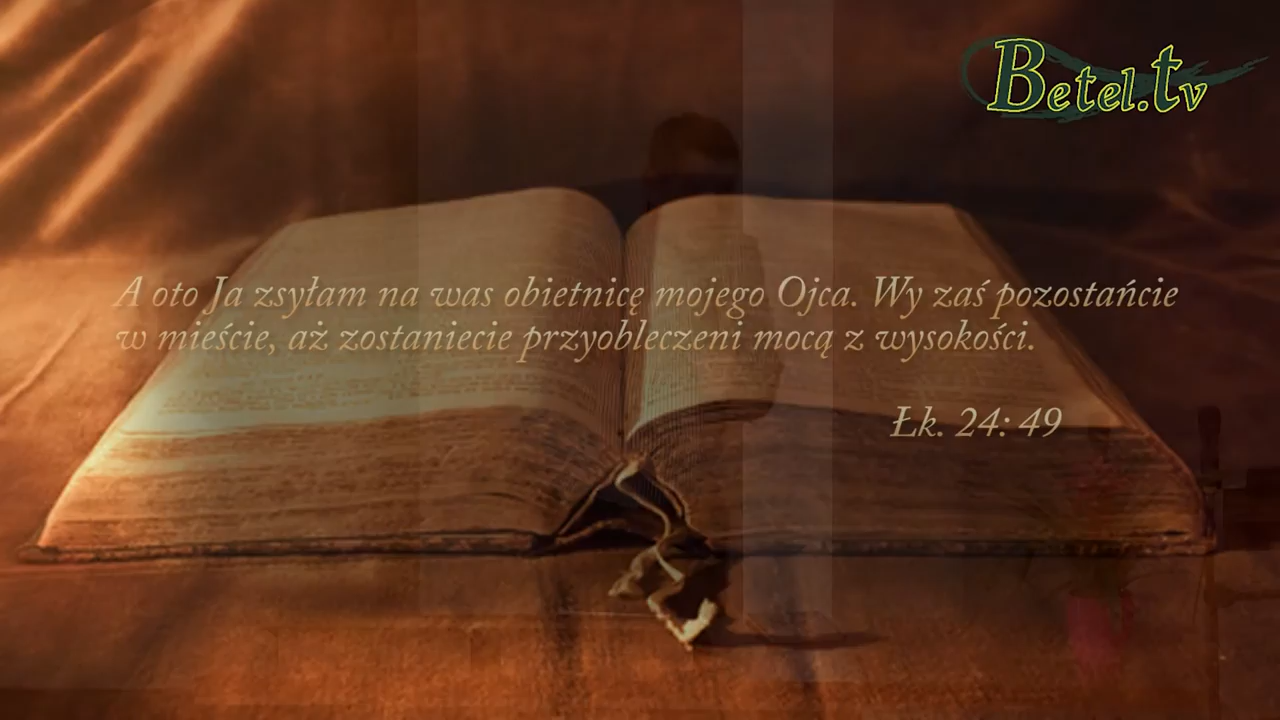 Betel.tv
A oto Ja zsyłam na was obietnicę mojego Ojca. Wy zaś pozostańcie
w mieście, aż zostaniecie przyobleczeni mocą z wysokości.
Łk. 24: 49